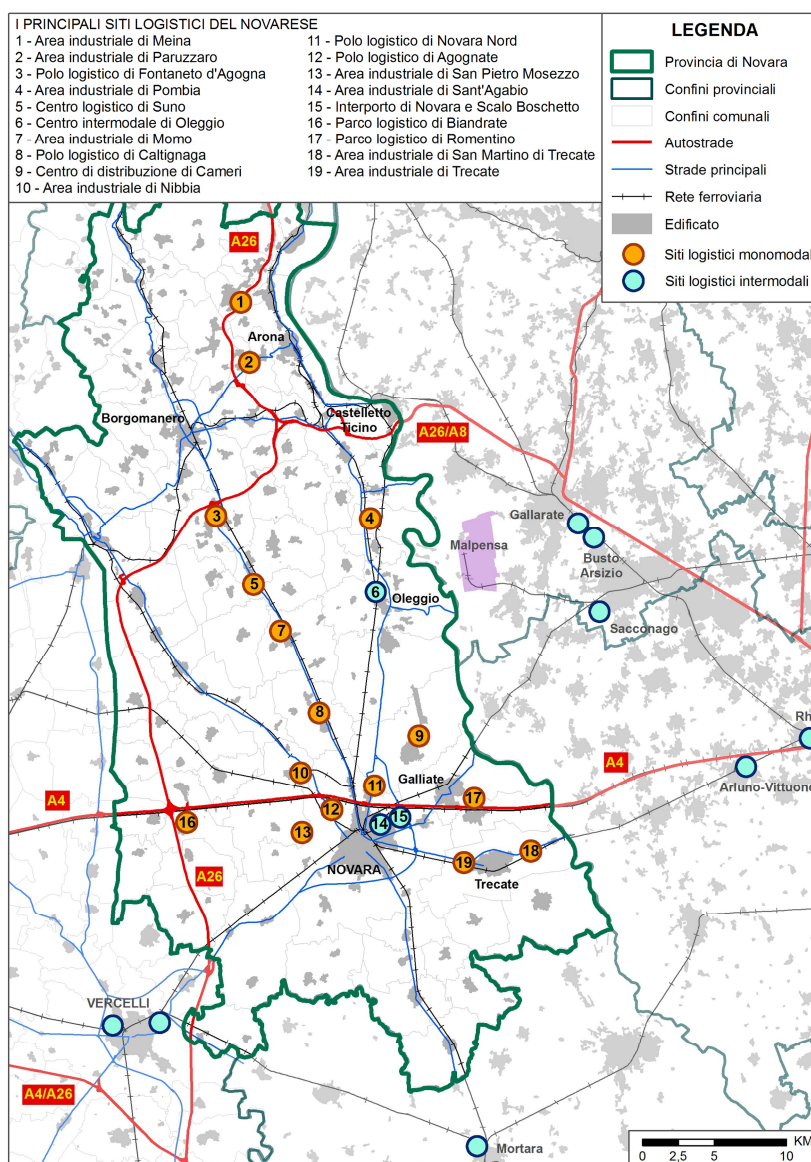 I PRINCIPALI SITI LOGISTICI DEL NOVARESE
1 - Area industriale di Meina
2 - Area industriale di Paruzzaro
3 - Polo logistico di Fontaneto d'Agogna
4 - Area industriale di Pombia
5 - Centro logistico di Suno
6 - Centro intermodale di Oleggio
7 - Area industriale di Momo
8 - Polo logistico di Caltignaga
9 - Centro di distribuzione di Cameri
10 - Area industriale di Nibbia
11 - Polo logistico di Novara Nord
12 - Polo logistico di Agognate
13 - Area industriale di San Pietro Mosezzo
14 - Area industriale di Sant'Agabio
15 - Interporto di Novara e Scalo Boschetto
16 - Parco logistico di Biandrate
17 - Parco logistico di Romentino
18 - Area industriale di San Martino di Trecate
19 - Area industriale di Trecate
LEGENDA
Provincia di Novara
Confini provinciali
Confini comunali
Autostrade
Strade principali
Rete ferroviaria
Edificato
Siti logistici monomodal
Siti logistici intermodali
A26
1
Arona
2
Borgomanero
Castelletto
Ticino
A26/A8
3
4
Gallarate
Malpensa
Busto
Arsizio
5
6
Oleggio
Sacconago
7
8
9
Rh
A4
10
Galliate
11
Arluno-Vittuone
A4
17
12
16
13
14
15
18
19
NOVARA
A26
Trecate
VERCELLI
A4/A26
Mortara
KM
0
2,5
5
10